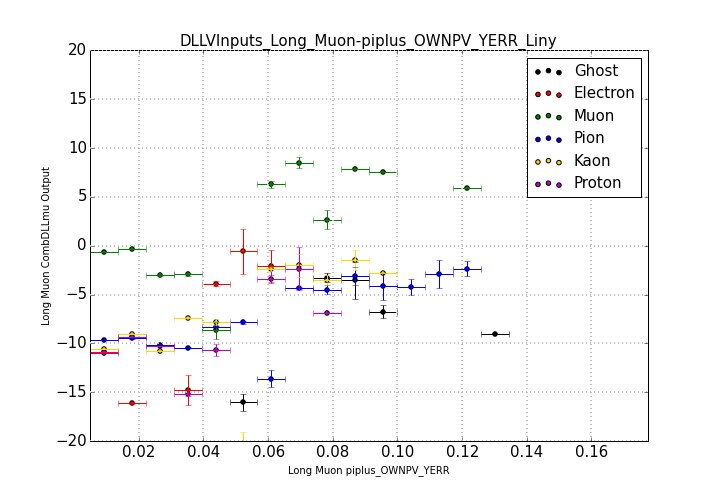 DLLVInputs_Long_Muon-piplus_OWNPV_YERR_Liny
20
15
10
5
0
−5
−10
−15
−20
Long Muon CombDLLmu Output
Ghost
Electron
Muon
Pion
Kaon
Proton
0.02 0.04 0.06 0.08 0.10 0.12 0.14 0.16
Long Muon piplus_OWNPV_YERR